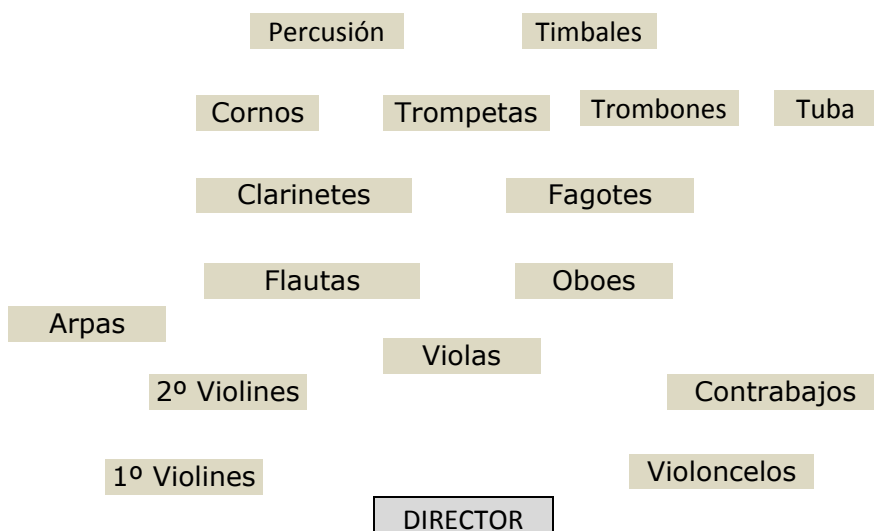 Percusión
Timbales
Cornos
Trompetas
Trombones
Tuba
Clarinetes
Fagotes
Flautas
Oboes
Arpas
Violas
2º Violines
Contrabajos
1º Violines
Violoncelos
DIRECTOR